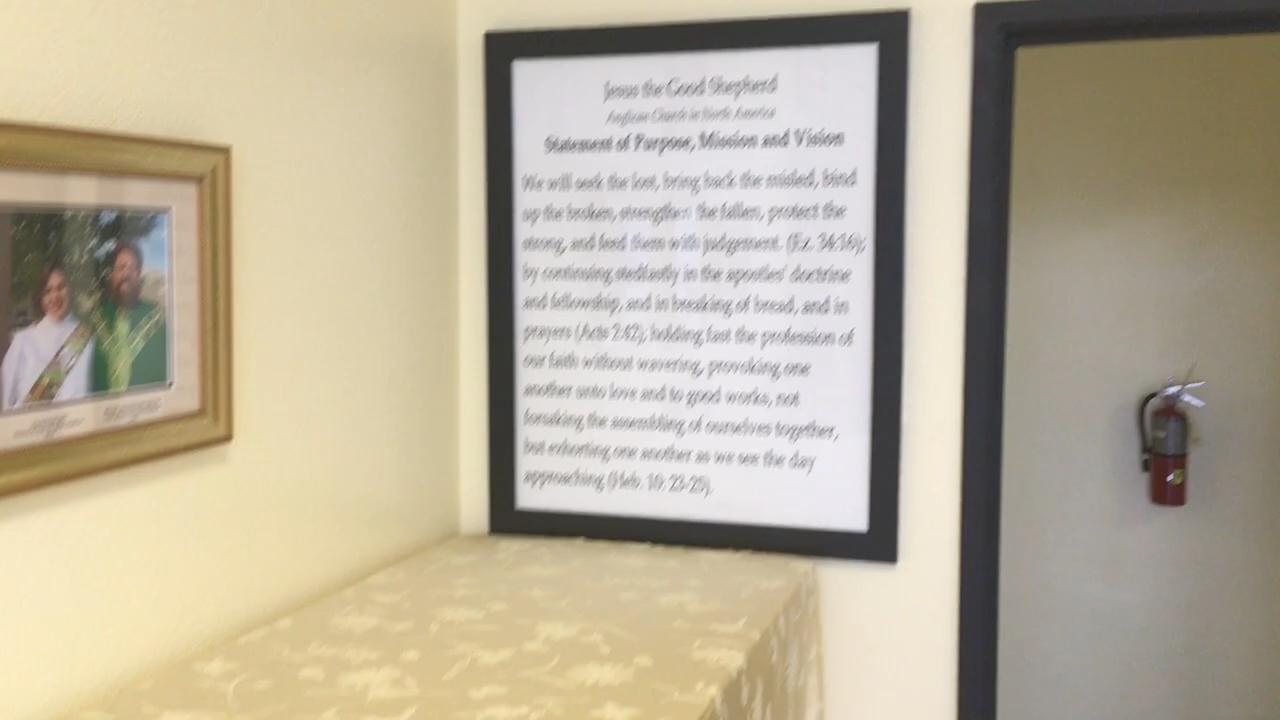 Jesus the Good Shepherd
Anglican Church in North America
Statement of Purpose, Mission and Vision
We will seek the lost, bring back the misled, bind
up the broken, strengthen the fallen, protect the
strong, and feed them with judgement. (Ez. 34:16);
by continuing stedfastly in the apostles' doctrine
and fellowship, and in breaking of bread, and in
prayers (Acts 2:42); holding fast the profession of
our faith without wavering, provoking one
another unto love and to good works, not
forsaking the assembling of ourselves together,
but exhorting one another as we see the day
approaching (Heb. 10: 23-25).